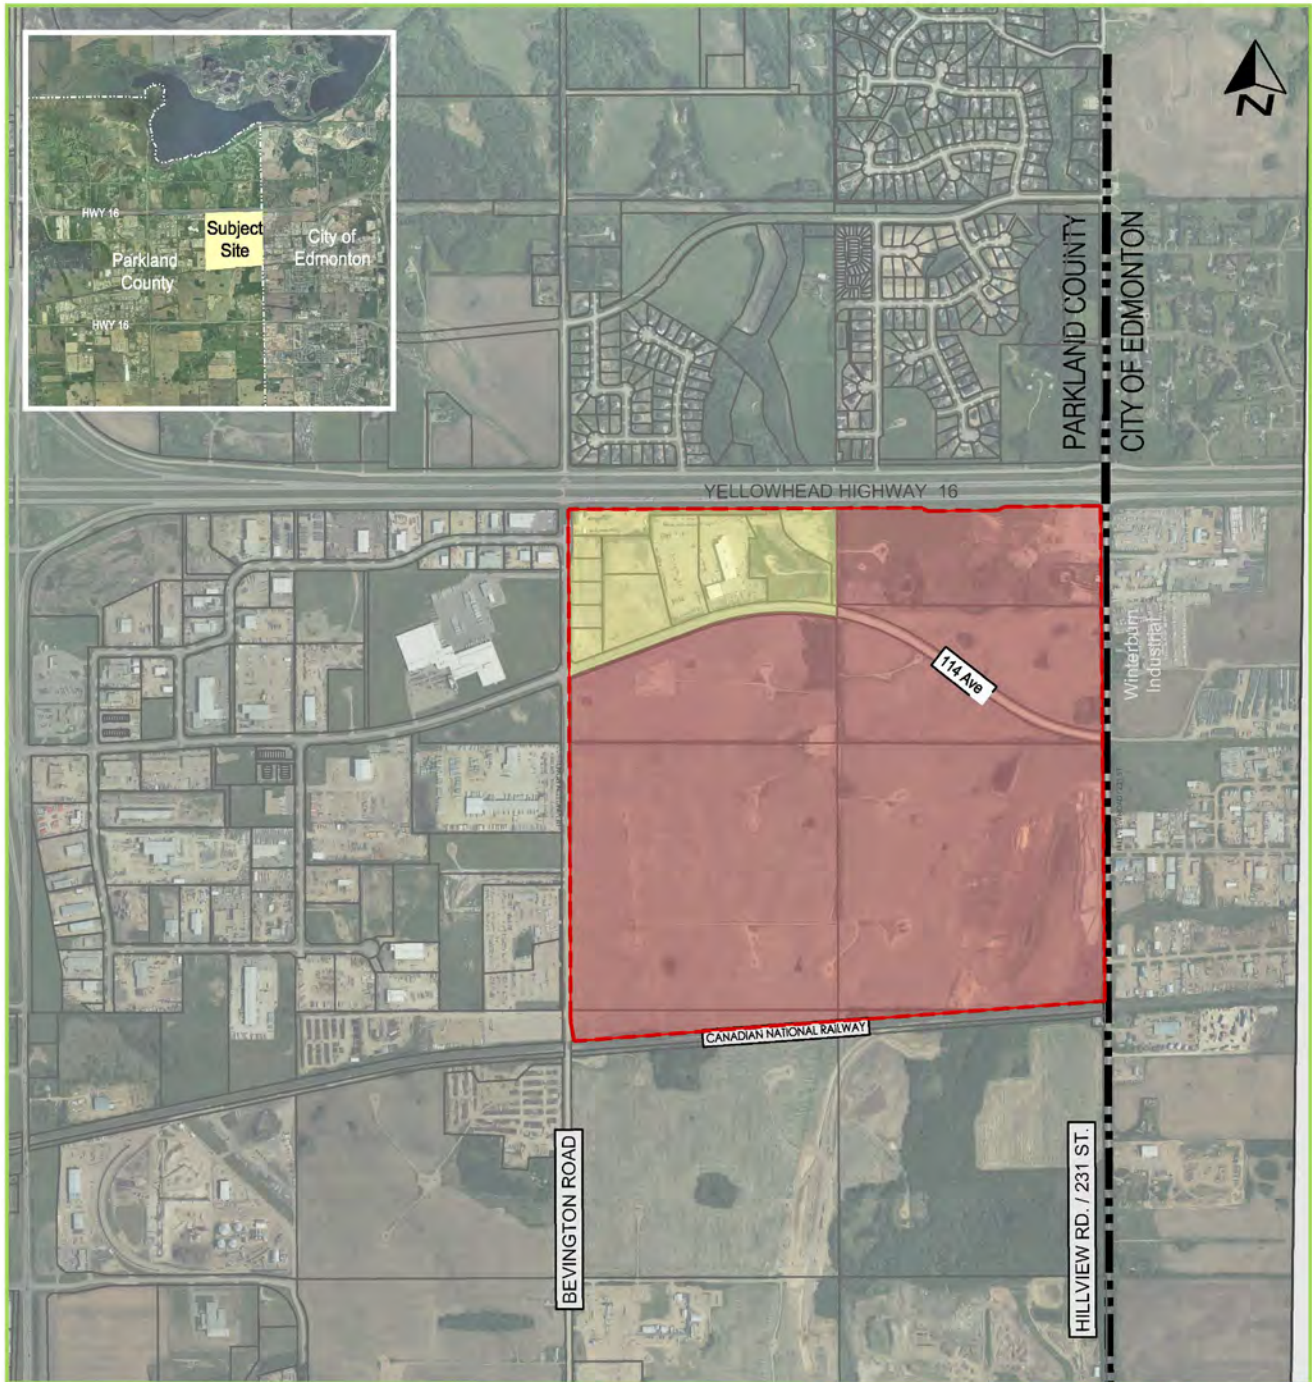 HWY 16
Subject
Site
City of
Edmonton
Parkland
County
HWY 16
N
PARKLAND COUNTY
CITY OF EDMONTON
YELLOWHEAD HIGHWAY 16
114 Ave
Winterburn
Industrial
CANADIAN NATIONAL RAILWAY
BEVINGTON ROAD
HILLVIEW RD. / 231 ST.